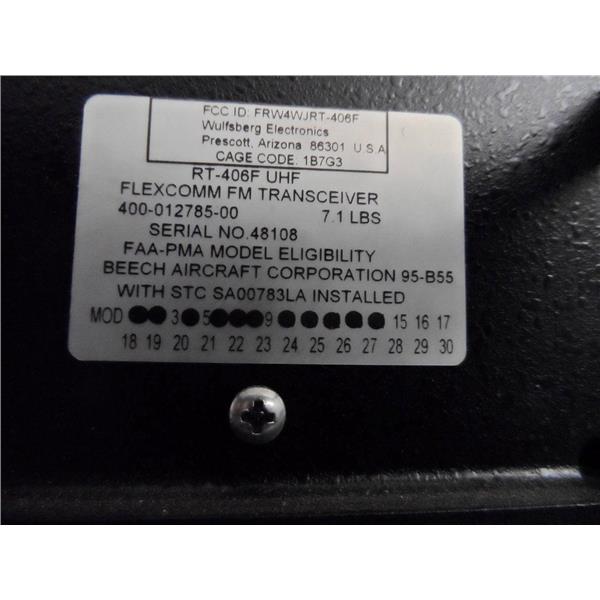 FCC ID: FRW4WJRT-406F
Wulfsberg Electronics
Prescott, Arizona 86301 U.S.A
CAGE CODE: 1B7G3
RT-406F UHF
FLEXCOMM FM TRANSCEIVER
400-012785-00 7.1 LBS
SERIAL NO.48108
FAA-PMA MODEL ELIGIBILITY
BEECH AIRCRAFT CORPORATION 95-B55
WITH STC SA00783LA INSTALLED
MOD ●●3●5●●●9●●●●● 15 16 17
18 19 20 21 22 23 24 25 26 27 28 29 30